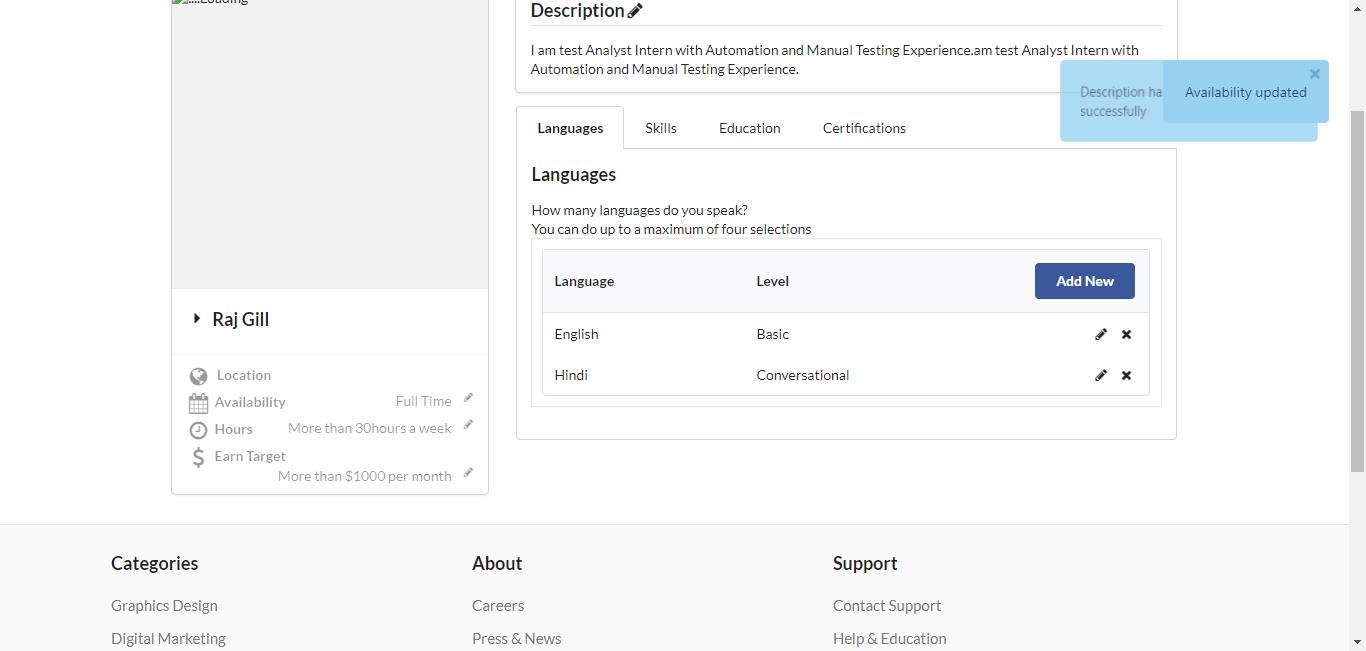 ....Loading
Description
I am test Analyst Intern with Automation and Manual Testing Experience.am test Analyst Intern with
Automation and Manual Testing Experience.
Description ha
successfully
Availability updated
Languages Skills Education Certifications
Languages
How many languages do you speak?
You can do up to a maximum of four selections
Language Level Add New
English Basic
Hindi Conversational
Raj Gill
Location
Availability Full Time
Hours More than 30hours a week
Earn Target
More than $1000 per month
Categories
Graphics Design
Digital Marketing
About
Careers
Press & News
Support
Contact Support
Help & Education